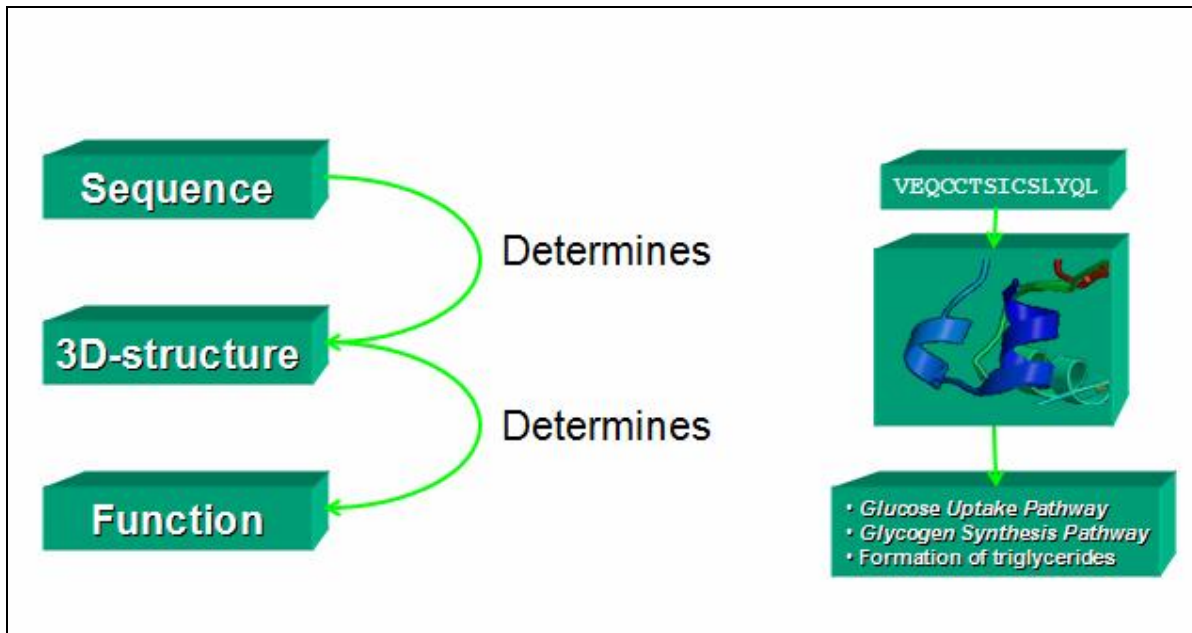 Sequence
Determines
3D-structure
Determines
Function
VEQCCTSICSLYQL
• Glucose Uptake Pathway
• Glycogen Synthesis Pathway
• Formation of triglycerides